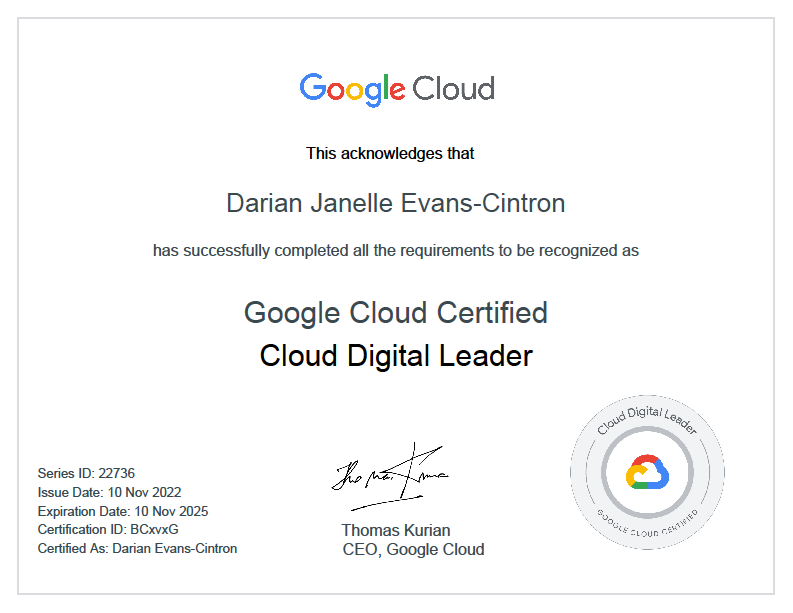 Google Cloud
This acknowledges that
Darian Janelle Evans-Cintron
has successfully completed all the requirements to be recognized as
Google Cloud Certified
Cloud Digital Leader
Series ID: 22736
Issue Date: 10 Nov 2022
Expiration Date: 10 Nov 2025
Certification ID: BCxvxG
Certified As: Darian Evans-Cintron
Thomas Kurian
Thomas Kurian
CEO, Google Cloud
Cloud Digital Leader
GOOGLE CLOUD CERTIFIED